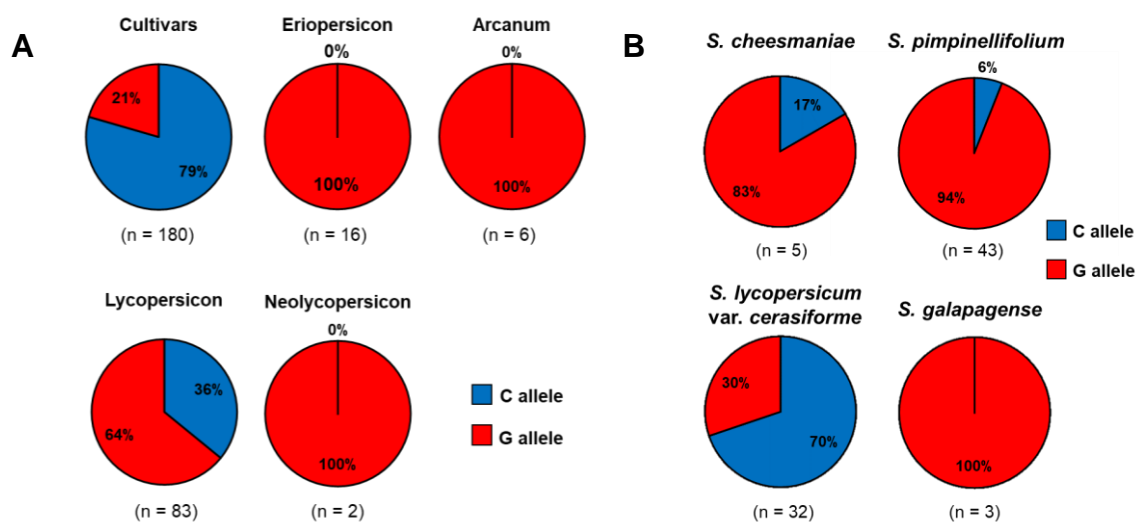 A
Cultivars
Eriopersicon
Arcanum
0%
0%
21%
79%
100%
100%
(n = 180)
(n = 16)
(n = 6)
Lycopersicon
Neolycopersicon
0%
36%
64%
100%
C allele
G allele
(n = 83)
(n = 2)
B
S. cheesmaniae
S. pimpinellifolium
6%
17%
83%
94%
(n = 5)
(n = 43)
C allele
G allele
S. lycopersicum
var. cerasiforme
S. galapagense
30%
70%
100%
(n = 32)
(n = 3)